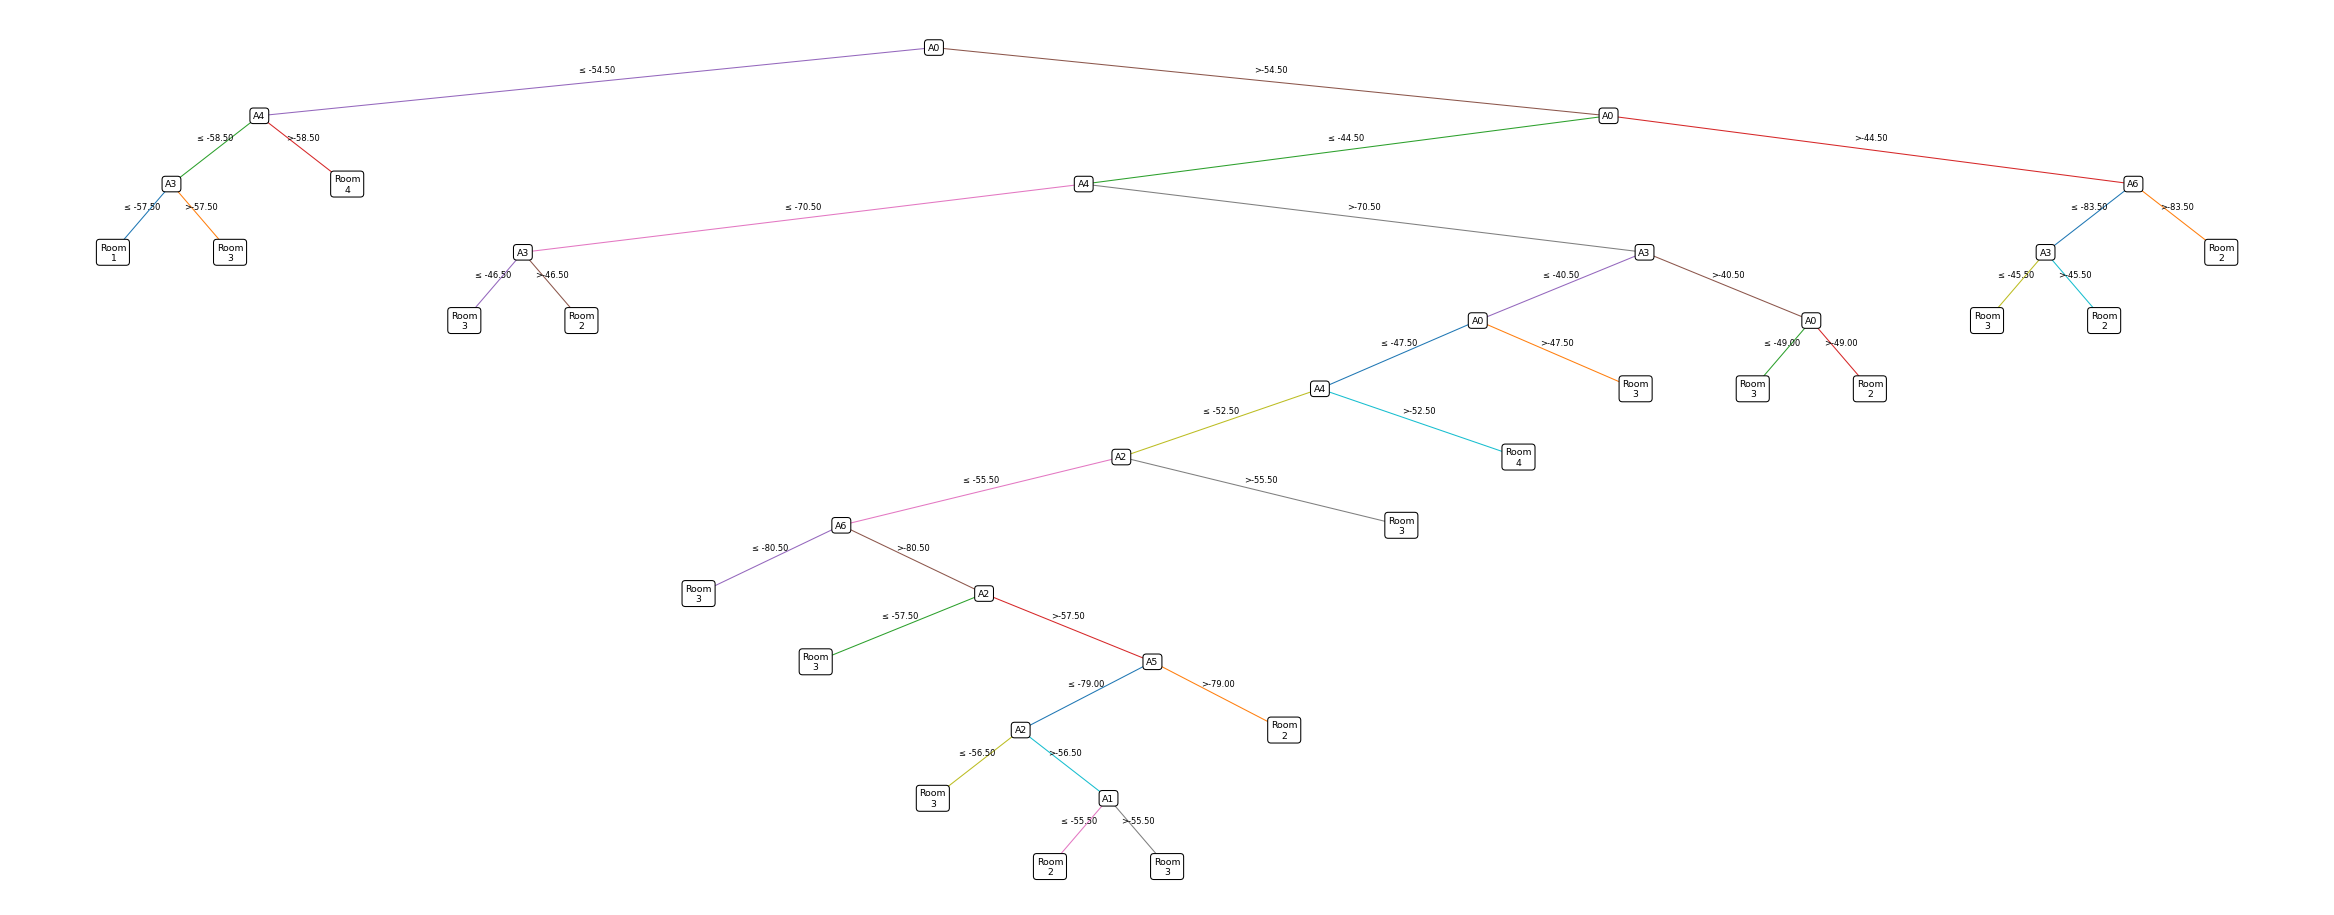 A0
≤ -54.50
>-54.50
A4
A0
≤ -58.50
>-58.50
≤ -44.50
>-44.50
A3
Room
4
A4
A6
≤ -57.50
>-57.50
≤ -70.50
>-70.50
≤ -83.50
>-83.50
Room
1
Room
3
A3
A3
A3
Room
2
≤ -46.50
>-46.50
≤ -40.50
>-40.50
≤ -45.50
>-45.50
Room
3
Room
2
A0
A0
Room
3
Room
2
≤ -47.50
>-47.50
≤ -49.00
>-49.00
A4
Room
3
Room
3
Room
2
≤ -52.50
>-52.50
A2
Room
4
≤ -55.50
>-55.50
A6
Room
3
≤ -80.50
>-80.50
Room
3
A2
≤ -57.50
>-57.50
Room
3
A5
≤ -79.00
>-79.00
A2
Room
2
≤ -56.50
>-56.50
Room
3
A1
≤ -55.50
>-55.50
Room
2
Room
3